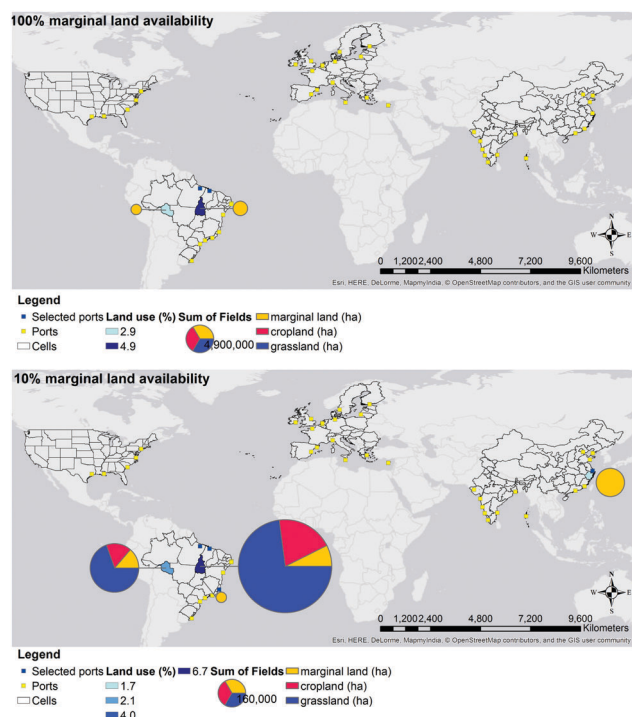 100% marginal land availability
N
W E
S
0 1,200 2,400 4,800 7,200 9,600
Kilometers
Esri, HERE, DeLorme, MapmyIndia, © OpenStreetMap contributors, and the GIS user community
Legend
Selected ports Land use (%) Sum of Fields marginal land (ha)
Ports 2.9 cropland (ha)
Cells 4.9 4,900,000 grassland (ha)
10% marginal land availability
N
W E
S
0 1,200 2,400 4,800 7,200 9,600
Kilometers
Esri, HERE, DeLorme, MapmyIndia, © OpenStreetMap contributors, and the GIS user community
Legend
Selected ports Land use (%) 6.7 Sum of Fields marginal land (ha)
Ports 1.7 cropland (ha)
Cells 2.1 160,000 grassland (ha)
4.0